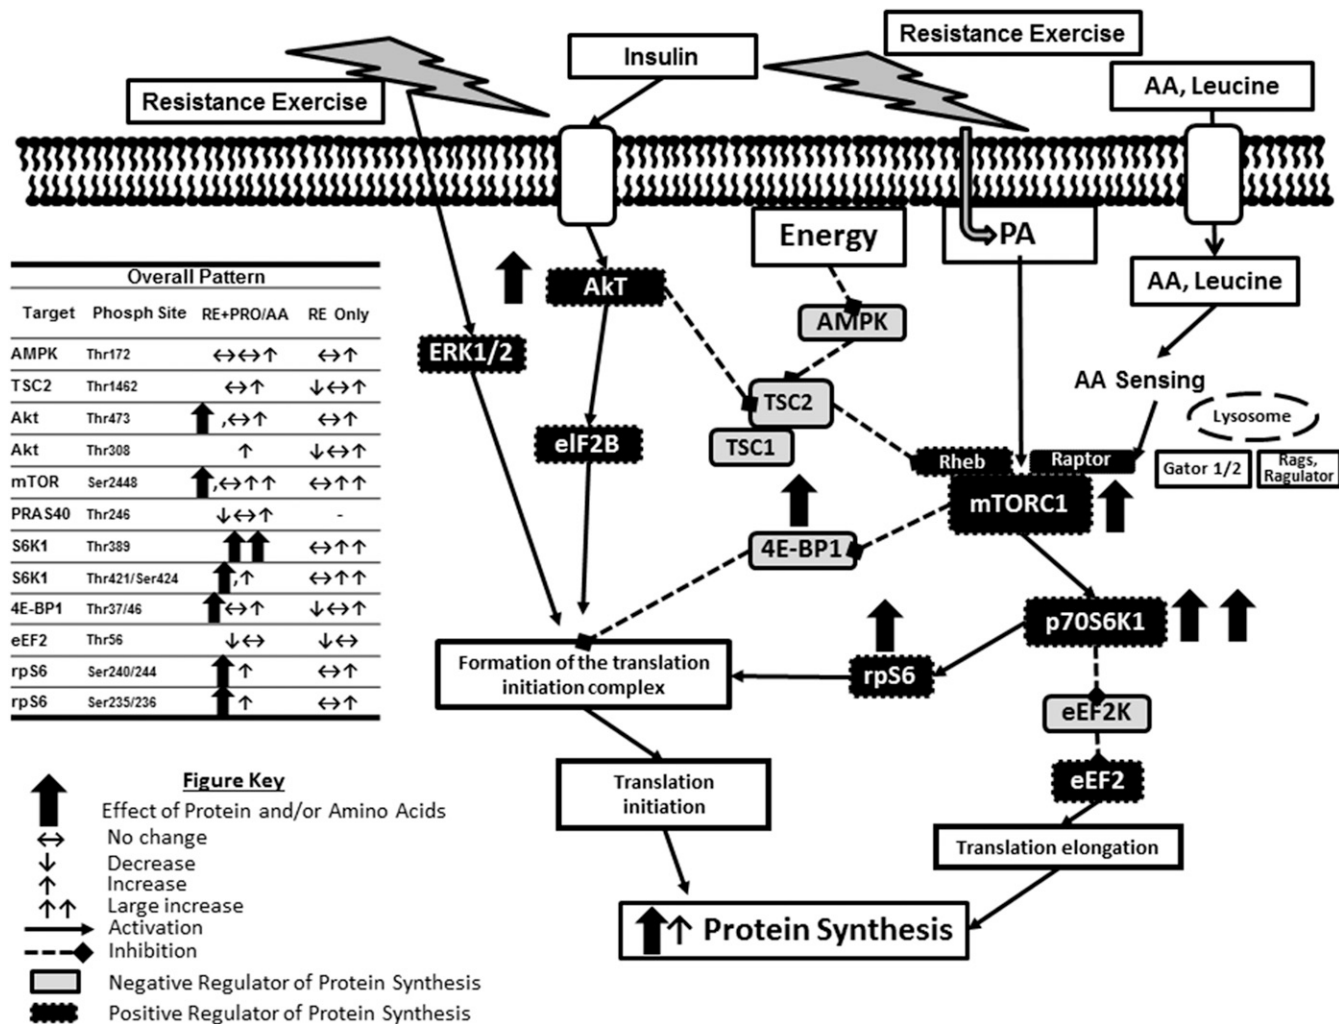 Resistance Exercise
Insulin
Resistance Exercise
AA, Leucine
Energy
PA
AA, Leucine
AkT
AMPK
ERK1/2
AA Sensing
TSC2
Lysosome
eIF2B
TSC1
Rheb
Raptor
Gator 1/2
Rags,
Ragulator
mTORC1
4E-BP1
p70S6K1
Formation of the translation
initiation complex
rpS6
eEF2K
eEF2
Translation
initiation
Translation elongation
↑ Protein Synthesis
Overall Pattern
Target Phosph Site RE+PRO/AA RE Only
AMPK Thr172 ↔↔↑ ↔↑
TSC2 Thr1462 ↔↑ ↓↔↑
Akt Thr473 ⬆,↔↑ ↔↑
Akt Thr308 ↑ ↓↔↑
mTOR Ser2448 ⬆,↔↑↑ ↔↑↑
PRAS40 Thr246 ↓↔↑ -
S6K1 Thr389 ⬆⬆ ↔↑↑
S6K1 Thr421/Ser424 ⬆,↑ ↔↑↑
4E-BP1 Thr37/46 ⬆↔↑ ↓↔↑
eEF2 Thr56 ↓↔ ↓↔
rpS6 Ser240/244 ⬆↑ ↔↑
rpS6 Ser235/236 ⬆↑ ↔↑
Figure Key
Effect of Protein and/or Amino Acids
No change
Decrease
Increase
Large increase
Activation
Inhibition
Negative Regulator of Protein Synthesis
Positive Regulator of Protein Synthesis